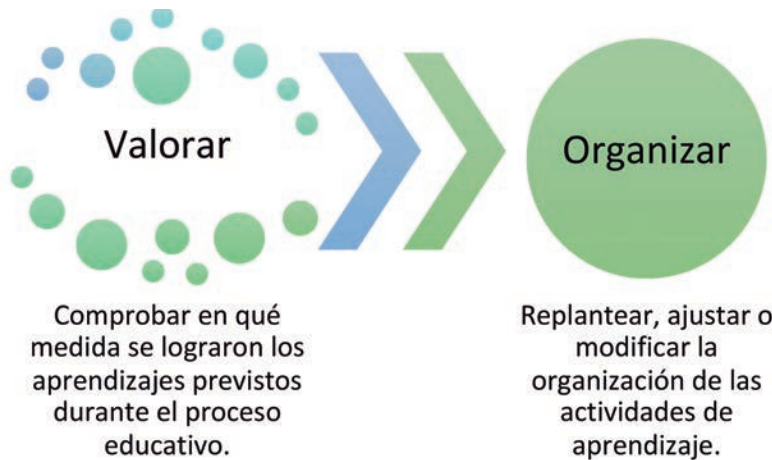 Valorar
Comprobar en qué
medida se lograron los
aprendizajes previstos
durante el proceso
educativo.
Organizar
Replantear, ajustar o
modificar la
organización de las
actividades de
aprendizaje.